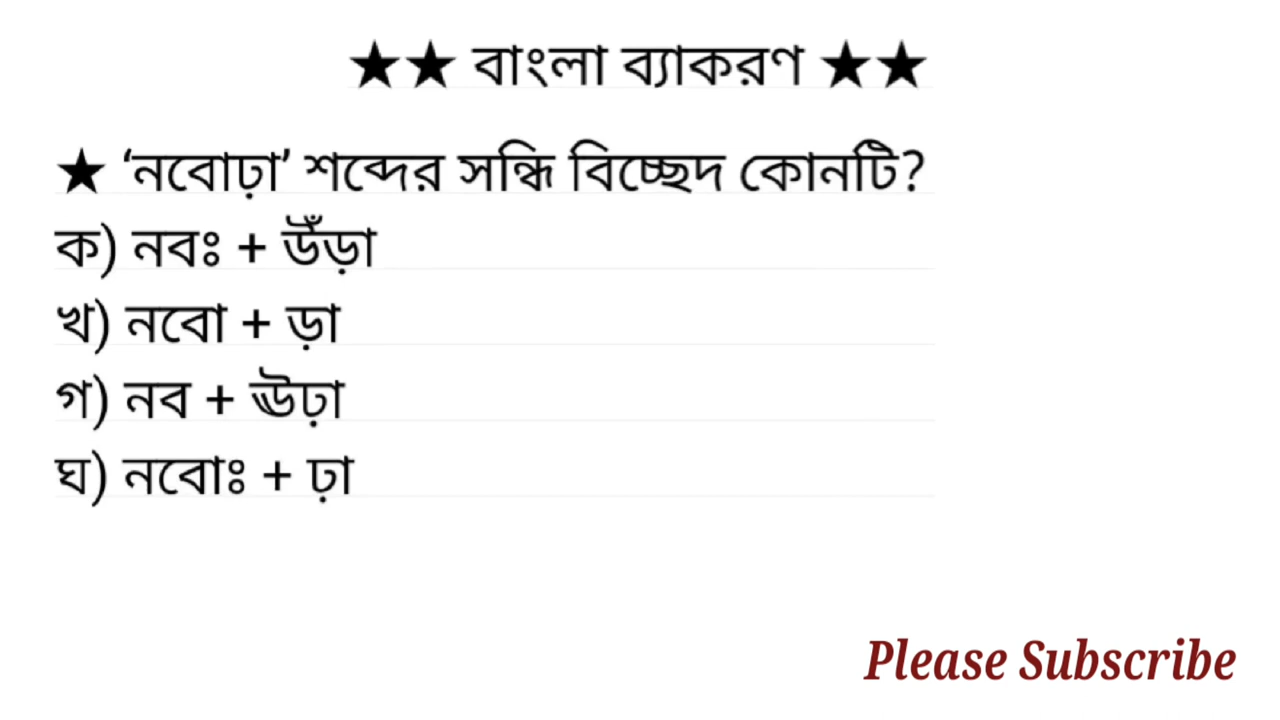 ★★ বাংলা ব্যাকরণ ★★
★ ‘নবোঢ়া’ শব্দের সন্ধি বিচ্ছেদ কোনটি?
ক) নবঃ + উঁড়া
খ) নবো + ড়া
গ) নব + ঊঢ়া
ঘ) নবোঃ + ঢ়া
Please Subscribe